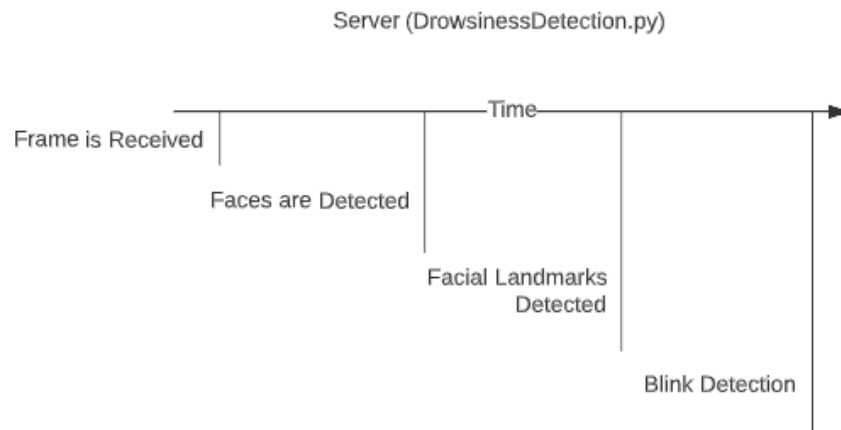 Server (DrowsinessDetection.py)
Time
Frame is Received
Faces are Detected
Facial Landmarks
Detected
Blink Detection